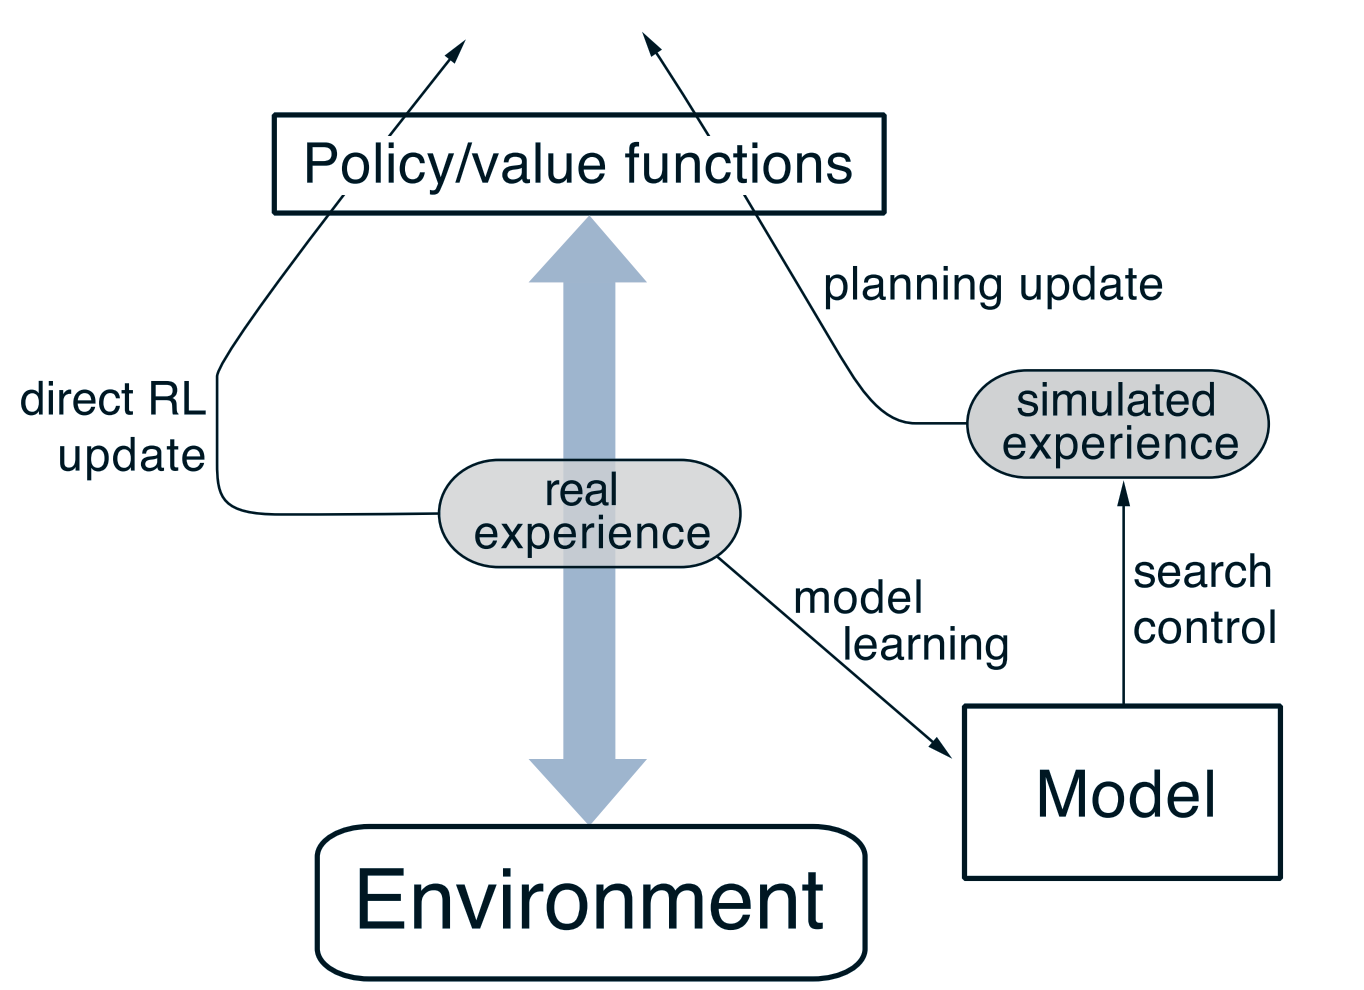 Policy/value functions
planning update
direct RL
update
simulated
experience
real
experience
model
learning
search
control
Model
Environment